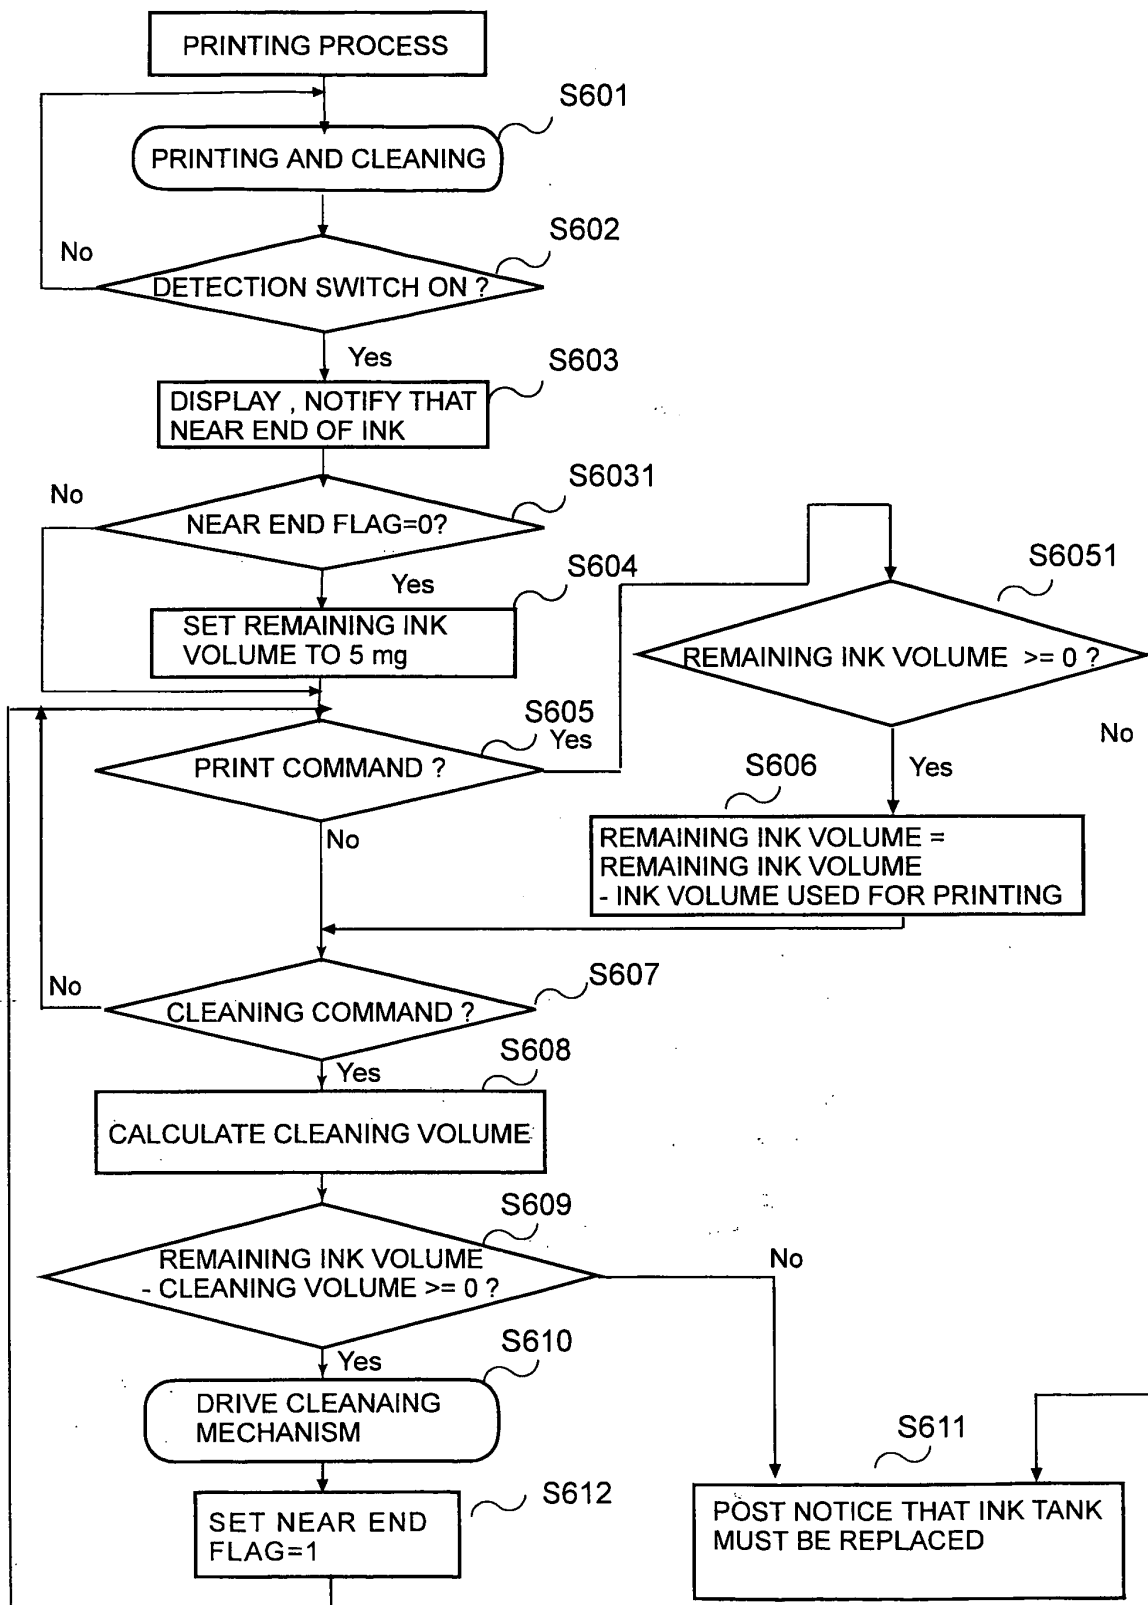 PRINTING PROCESS
S601
PRINTING AND CLEANING
S602
No
DETECTION SWITCH ON ?
Yes
S603
DISPLAY , NOTIFY THAT
NEAR END OF INK
No
S6031
NEAR END FLAG=0?
Yes
S604
SET REMAINING INK
VOLUME TO 5 mg
S6051
REMAINING INK VOLUME >= 0 ?
No
S605
Yes
PRINT COMMAND ?
No
Yes
S606
REMAINING INK VOLUME =
REMAINING INK VOLUME
- INK VOLUME USED FOR PRINTING
S607
No
CLEANING COMMAND ?
Yes
S608
CALCULATE CLEANING VOLUME
S609
REMAINING INK VOLUME
- CLEANING VOLUME >= 0 ?
No
Yes
S610
DRIVE CLEANAING
MECHANISM
S611
POST NOTICE THAT INK TANK
MUST BE REPLACED
S612
SET NEAR END
FLAG=1